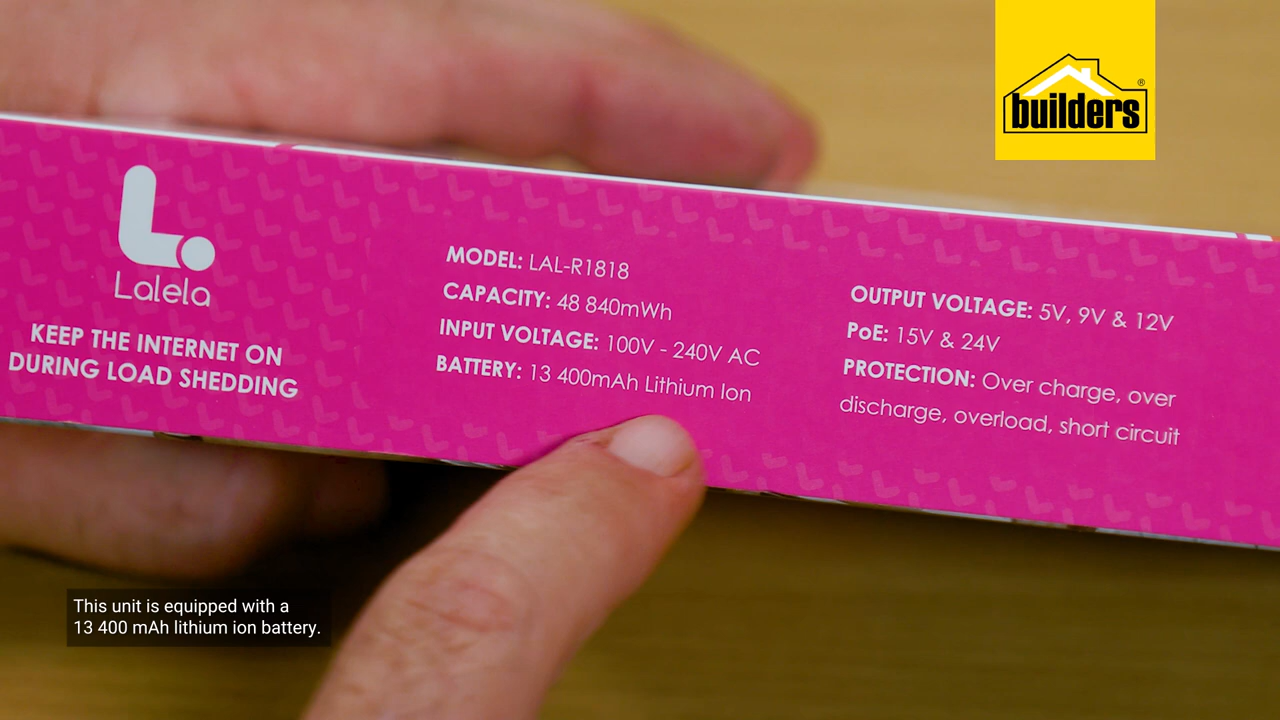 builders®
Lalela
KEEP THE INTERNET ON
DURING LOAD SHEDDING
MODEL: LAL-R1818
CAPACITY: 48 840mWh
INPUT VOLTAGE: 100V - 240V AC
BATTERY: 13 400mAh Lithium Ion
OUTPUT VOLTAGE: 5V, 9V & 12V
PoE: 15V & 24V
PROTECTION: Over charge, over
discharge, overload, short circuit
This unit is equipped with a
13 400 mAh lithium ion battery.